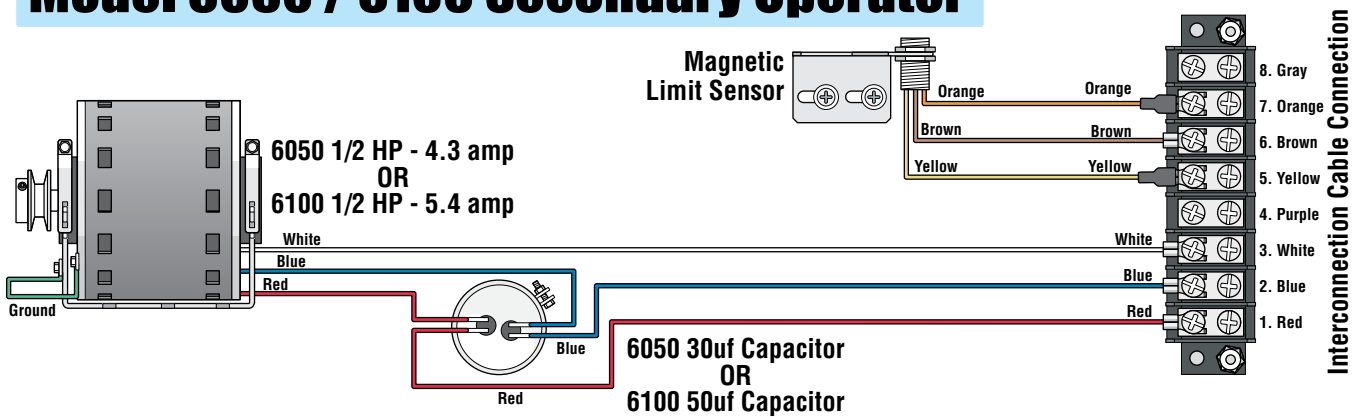 Secondary Operator
Magnetic
Limit Sensor
Orange
Orange
Brown
Brown
Yellow
Yellow
8. Gray
7. Orange
6. Brown
5. Yellow
4. Purple
3. White
2. Blue
1. Red
Interconnection Cable Connection
6050 1/2 HP - 4.3 amp
OR
6100 1/2 HP - 5.4 amp
White
White
Blue
Blue
Red
Red
Ground
Blue
Red
6050 30uf Capacitor
OR
6100 50uf Capacitor